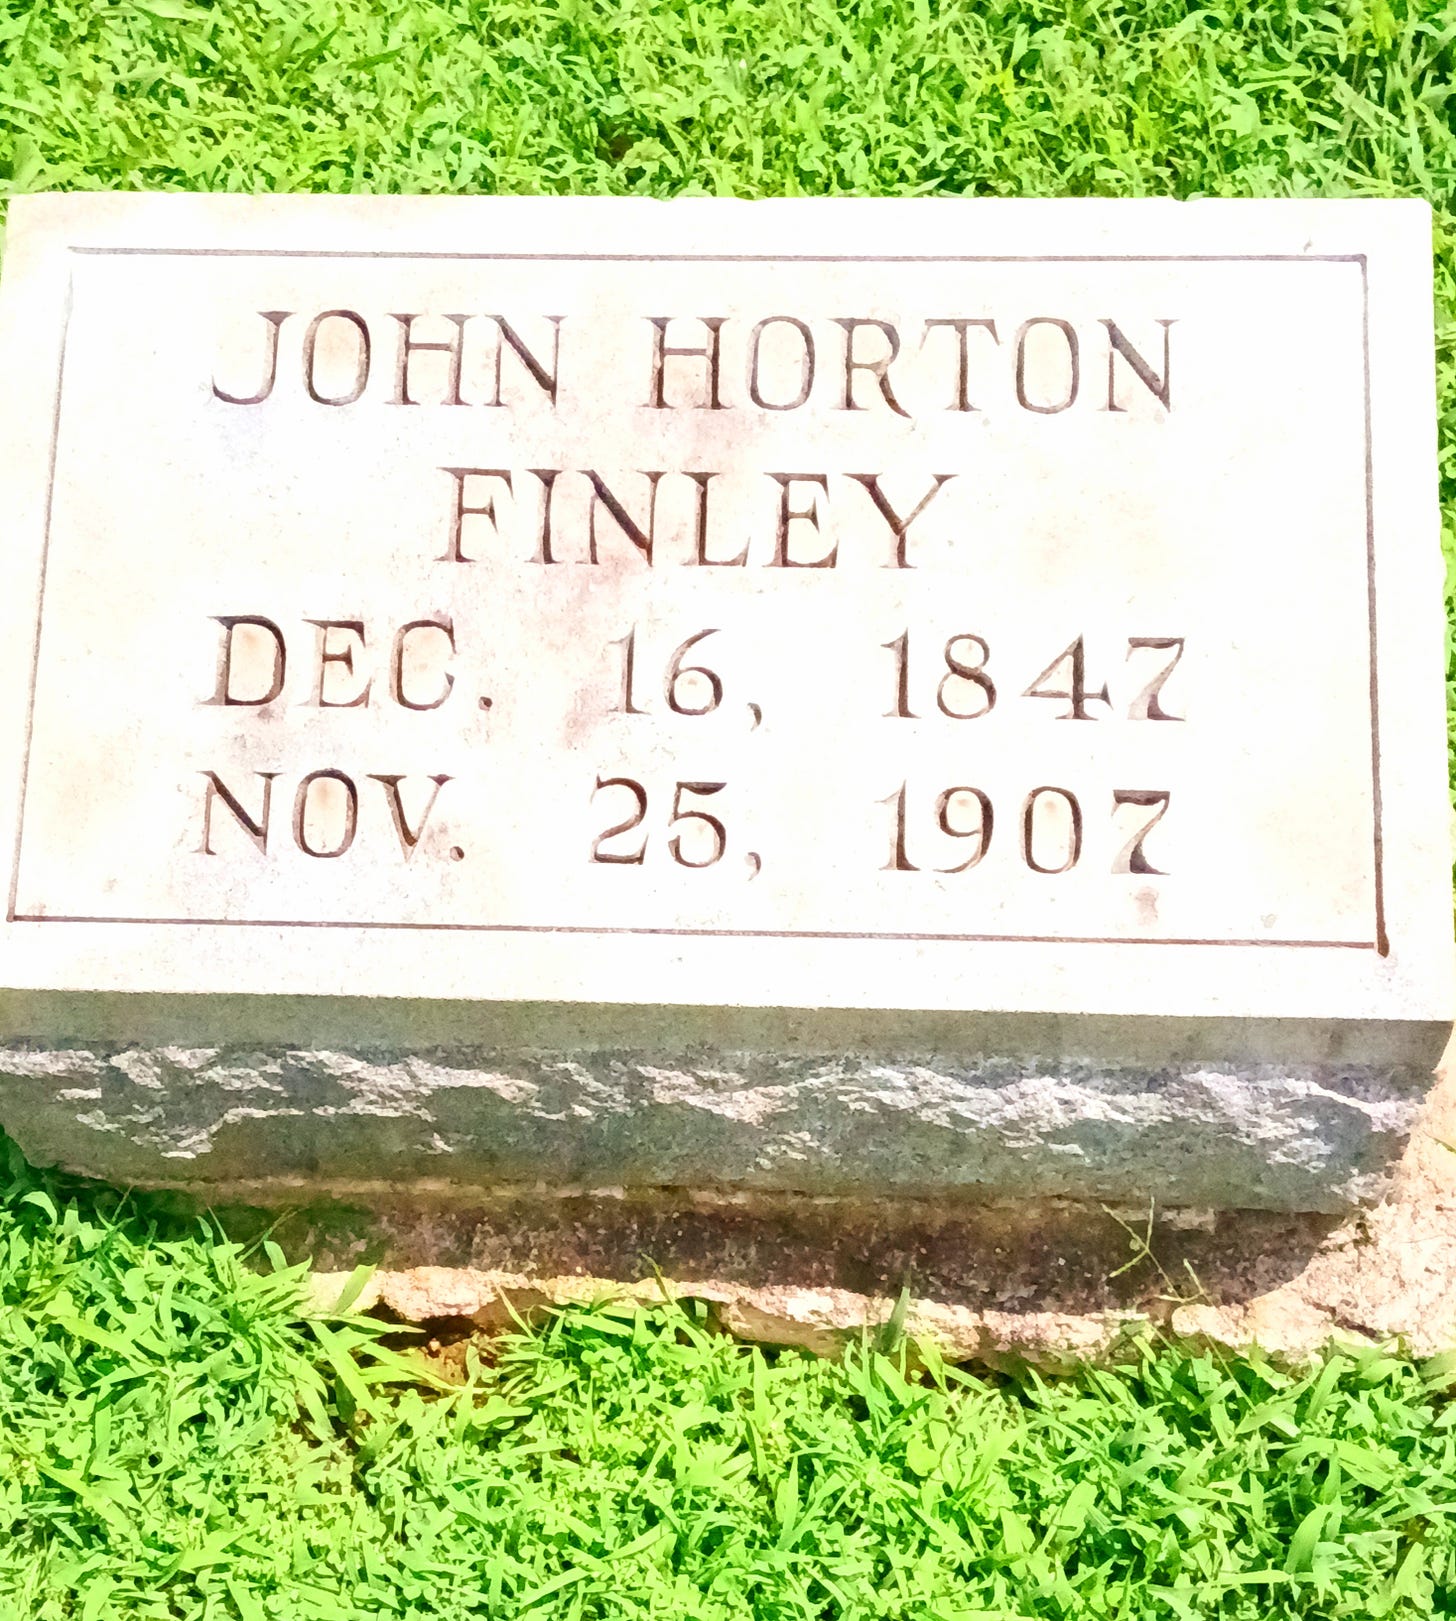 JOHN HORTON
FINLEY
DEC. 16, 1847
NOV. 25, 1907